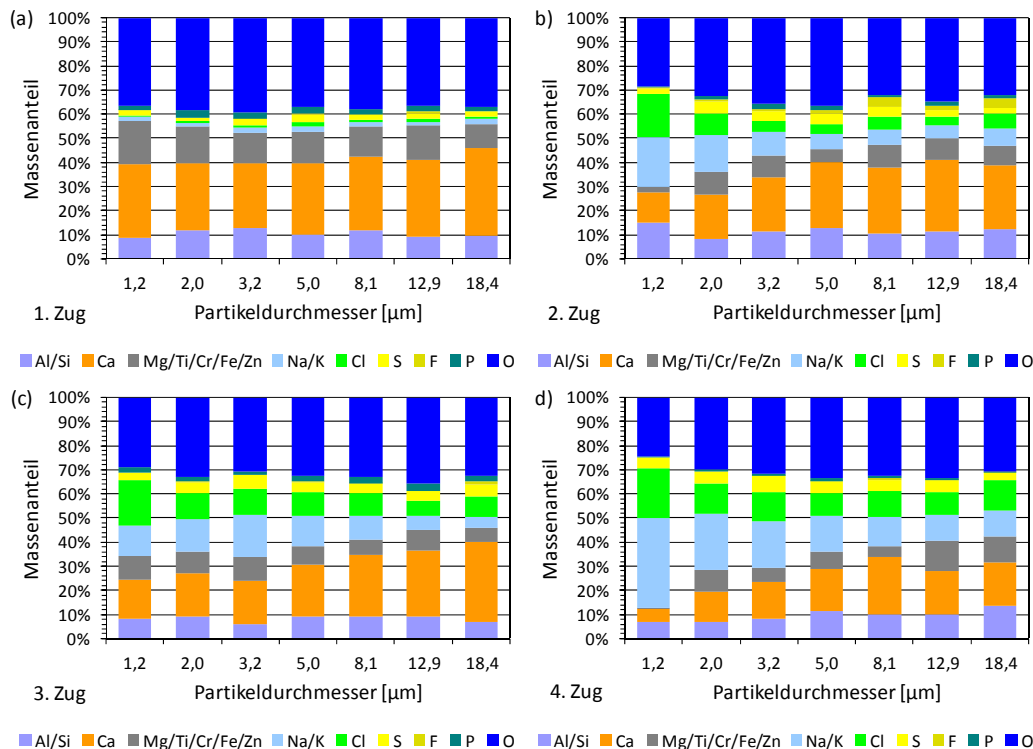 (a)
100%
90%
80%
70%
60%
50%
40%
30%
20%
10%
0%
Massenanteil
1,2 2,0 3,2 5,0 8,1 12,9 18,4
1. Zug Partikeldurchmesser [µm]
Al/Si Ca Mg/Ti/Cr/Fe/Zn Na/K Cl S F P O
b)
100%
90%
80%
70%
60%
50%
40%
30%
20%
10%
0%
Massenanteil
1,2 2,0 3,2 5,0 8,1 12,9 18,4
2. Zug Partikeldurchmesser [µm]
Al/Si Ca Mg/Ti/Cr/Fe/Zn Na/K Cl S F P O
(c)
100%
90%
80%
70%
60%
50%
40%
30%
20%
10%
0%
Massenanteil
1,2 2,0 3,2 5,0 8,1 12,9 18,4
3. Zug Partikeldurchmesser [µm]
Al/Si Ca Mg/Ti/Cr/Fe/Zn Na/K Cl S F P O
d)
100%
90%
80%
70%
60%
50%
40%
30%
20%
10%
0%
Massenanteil
1,2 2,0 3,2 5,0 8,1 12,9 18,4
4. Zug Partikeldurchmesser [µm]
Al/Si Ca Mg/Ti/Cr/Fe/Zn Na/K Cl S F P O